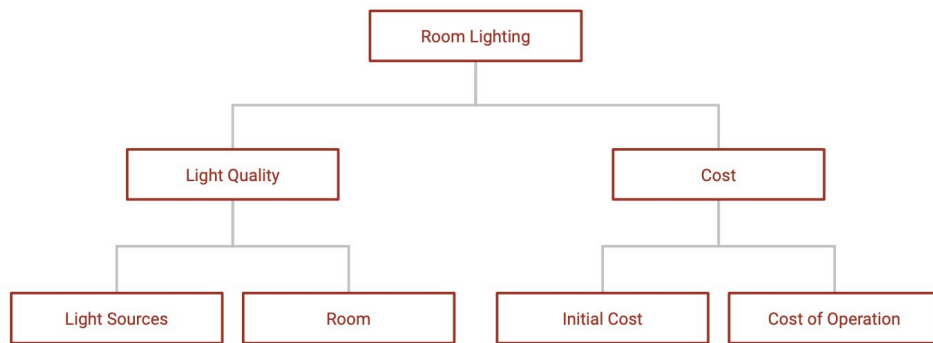 Room Lighting
Light Quality
Cost
Light Sources
Room
Initial Cost
Cost of Operation